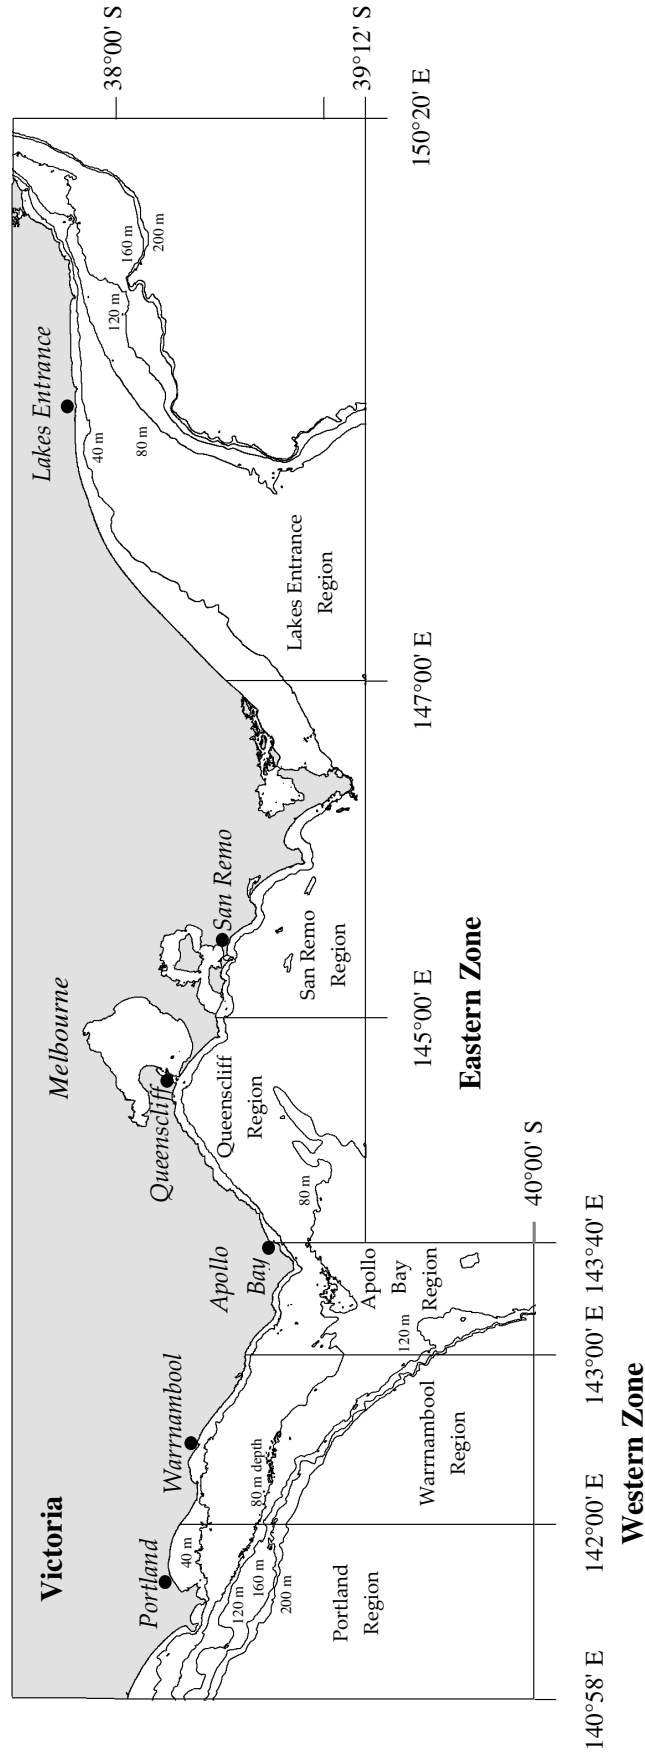 Victoria
Portland
Warrnambool
Apollo
Bay
Queenscliff
Melbourne
San Remo
Lakes Entrance
40 m
80 m depth
120 m
160 m
200 m
120 m
80 m
40 m
80 m
120 m
160 m
200 m
Portland
Region
Warrnambool
Region
Apollo
Bay
Region
Queenscliff
Region
San Remo
Region
Lakes Entrance
Region
38°00' S
39°12' S
40°00' S
140°58' E
142°00' E
143°00' E
143°40' E
145°00' E
147°00' E
150°20' E
Western Zone
Eastern Zone